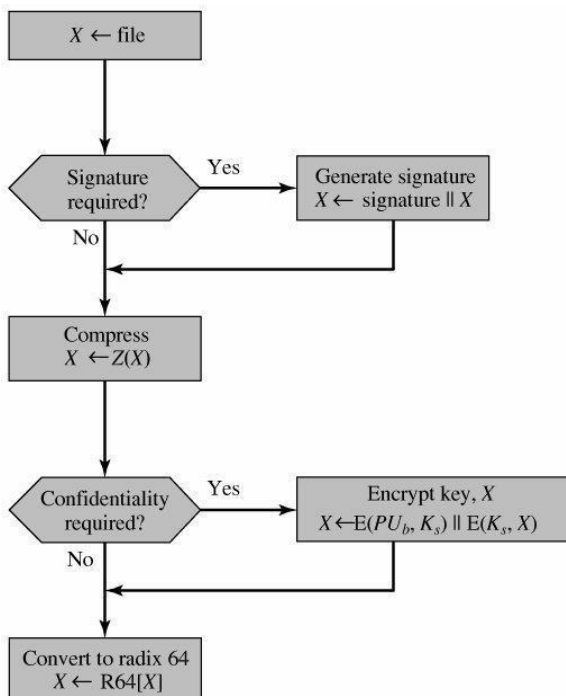 X ← file
Signature
required?
Yes
Generate signature
X ← signature || X
No
Compress
X ← Z(X)
Confidentiality
required?
Yes
Encrypt key, X
X ← E(PU_b, K_s) || E(K_s, X)
No
Convert to radix 64
X ← R64[X]